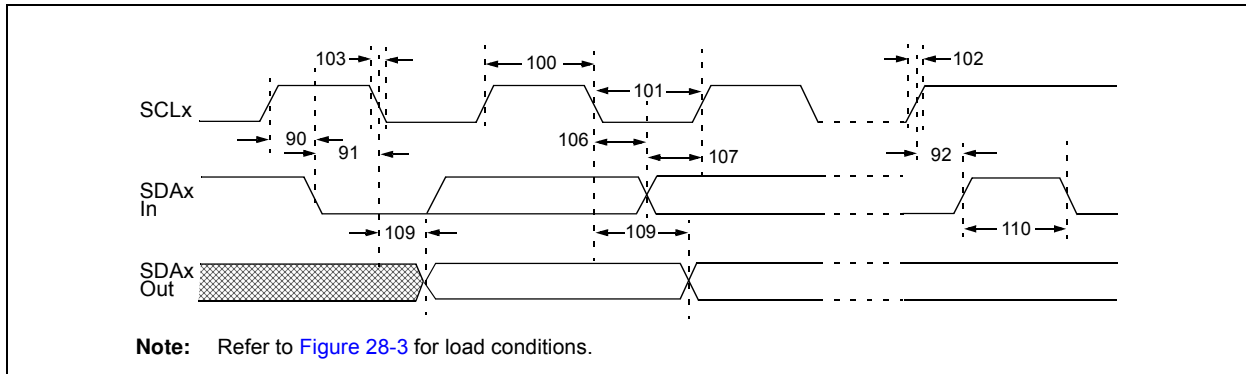 103
100
102
101
SCLx
90
106
91
107
92
SDAx
In
109
109
110
SDAx
Out
Note: Refer to Figure 28-3 for load conditions.